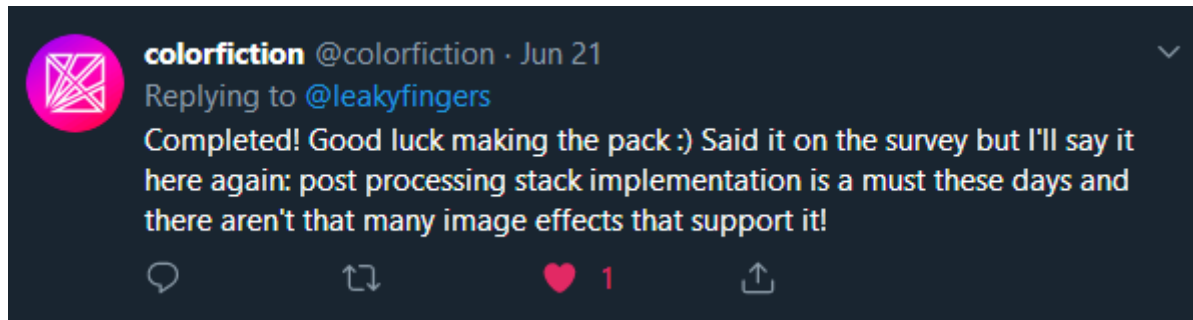 colorfiction @colorfiction · Jun 21
Replying to @leakyfingers
Completed! Good luck making the pack :) Said it on the survey but I'll say it
here again: post processing stack implementation is a must these days and
there aren't that many image effects that support it!
1